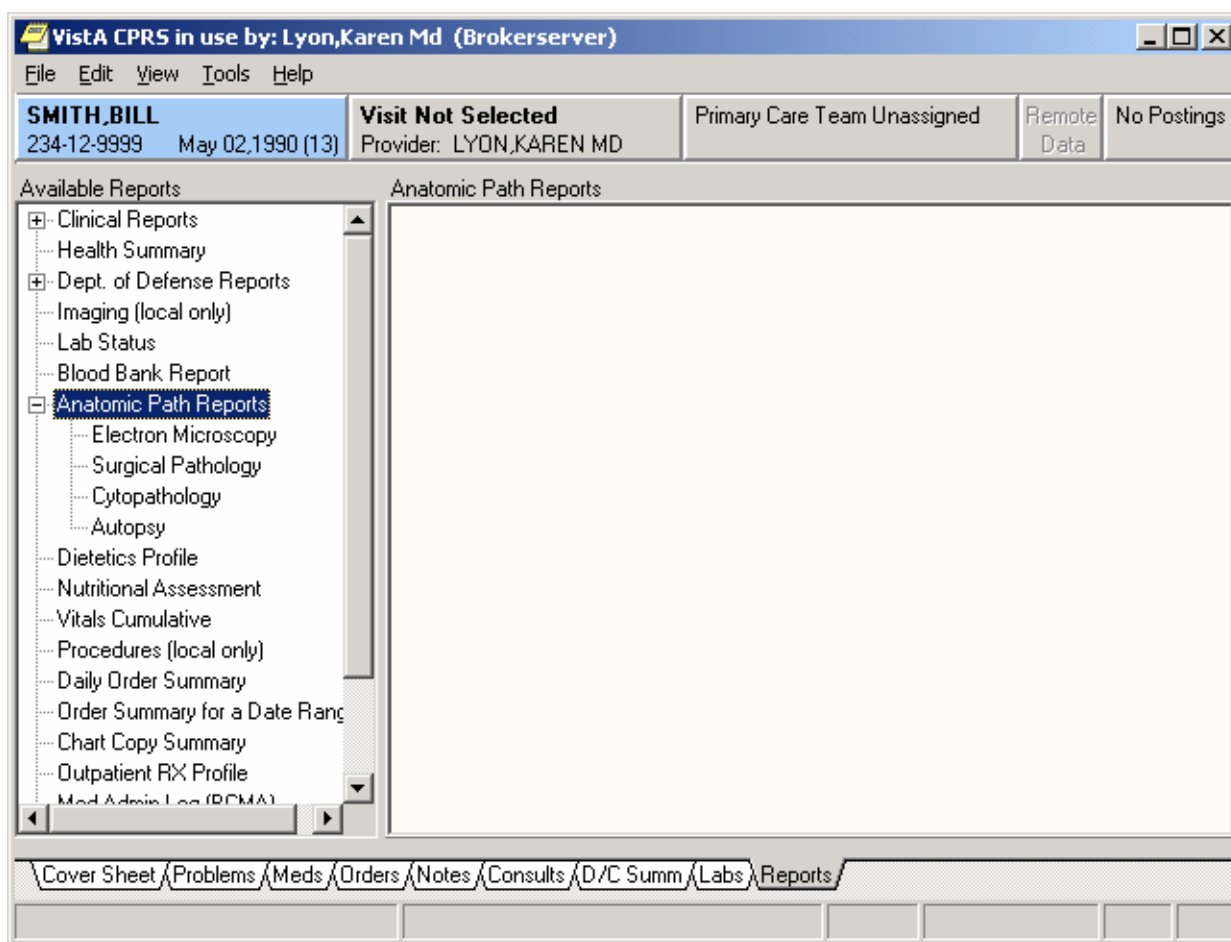 VistA CPRS in use by: Lyon,Karen Md (Brokerserver)
File Edit View Tools Help
SMITH,BILL
234-12-9999 May 02,1990 (13)
Visit Not Selected
Provider: LYON,KAREN MD
Primary Care Team Unassigned
Remote
Data
No Postings
Available Reports
Clinical Reports
Health Summary
Dept. of Defense Reports
Imaging (local only)
Lab Status
Blood Bank Report
Anatomic Path Reports
Electron Microscopy
Surgical Pathology
Cytopathology
Autopsy
Dietetics Profile
Nutritional Assessment
Vitals Cumulative
Procedures (local only)
Daily Order Summary
Order Summary for a Date Rang
Chart Copy Summary
Outpatient RX Profile
Med Admin Log (BCMA)
Anatomic Path Reports
Cover Sheet Problems Meds Orders Notes Consults D/C Summ Labs Reports